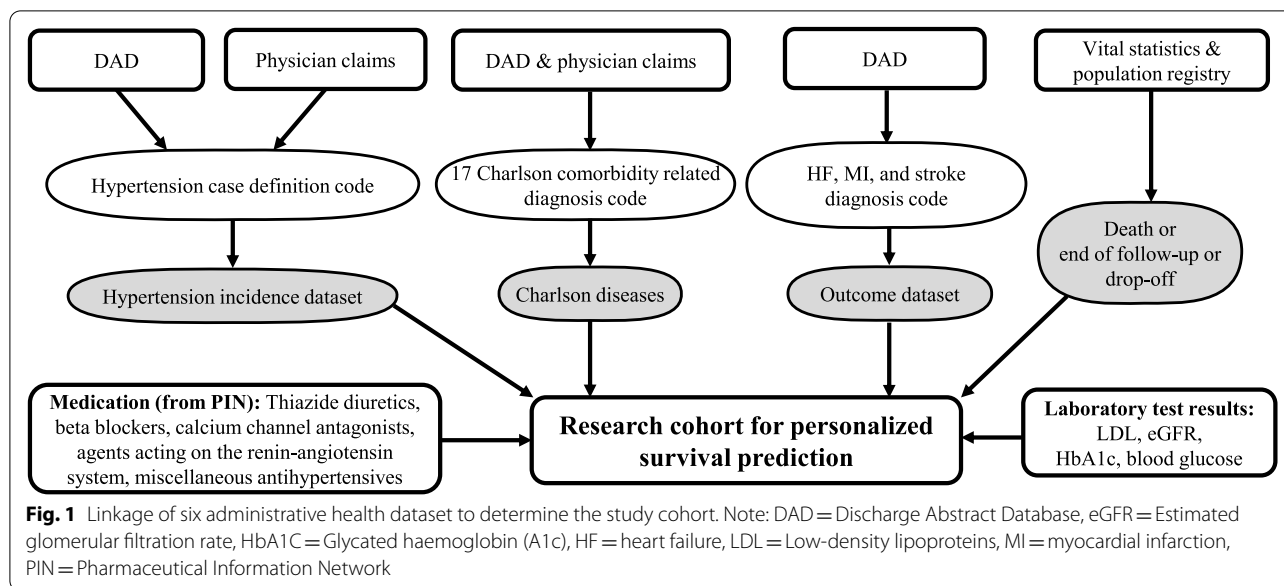 DAD
Physician claims
DAD & physician claims
DAD
Vital statistics &
population registry
Hypertension case definition code
17 Charlson comorbidity related
diagnosis code
HF, MI, and stroke
diagnosis code
Death or
end of follow-up or
drop-off
Hypertension incidence dataset
Charlson diseases
Outcome dataset
Medication (from PIN): Thiazide diuretics,
beta blockers, calcium channel antagonists,
agents acting on the renin-angiotensin
system, miscellaneous antihypertensives
Research cohort for personalized
survival prediction
Laboratory test results:
LDL, eGFR,
HbA1c, blood glucose
Fig. 1 Linkage of six administrative health dataset to determine the study cohort. Note: DAD = Discharge Abstract Database, eGFR = Estimated
glomerular filtration rate, HbA1C = Glycated haemoglobin (A1c), HF = heart failure, LDL = Low-density lipoproteins, MI = myocardial infarction,
PIN = Pharmaceutical Information Network